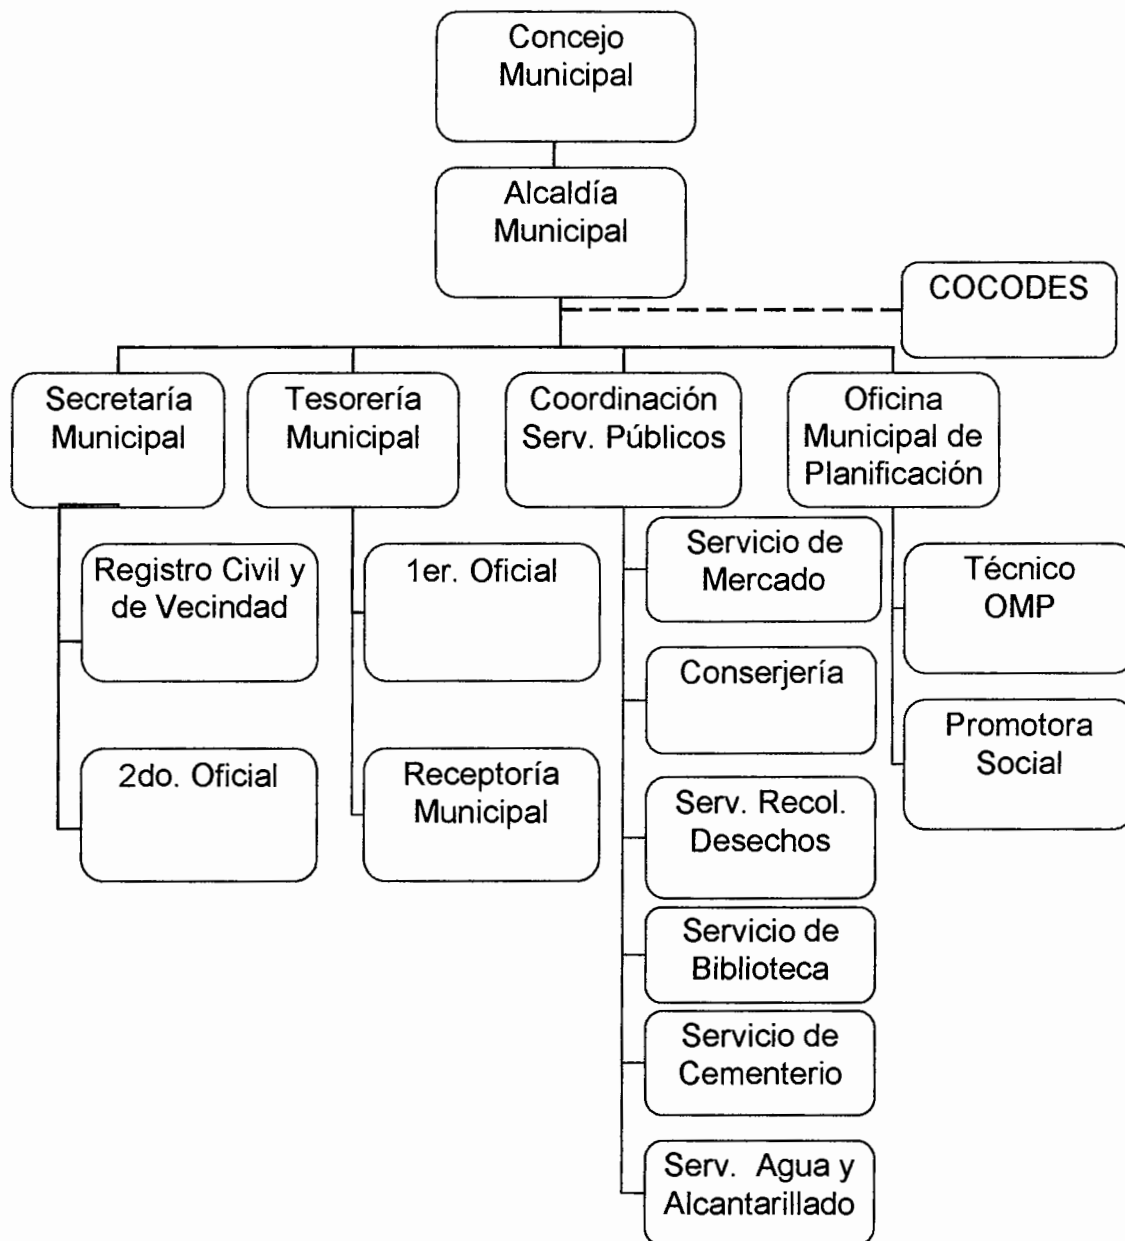 Concejo
Municipal
Alcaldía
Municipal
COCODES
Secretaría
Municipal
Tesorería
Municipal
Coordinación
Serv. Públicos
Oficina
Municipal de
Planificación
Registro Civil y
de Vecindad
2do. Oficial
1er. Oficial
Receptoría
Municipal
Servicio de
Mercado
Conserjería
Serv. Recol.
Desechos
Servicio de
Biblioteca
Servicio de
Cementerio
Serv. Agua y
Alcantarillado
Técnico
OMP
Promotora
Social